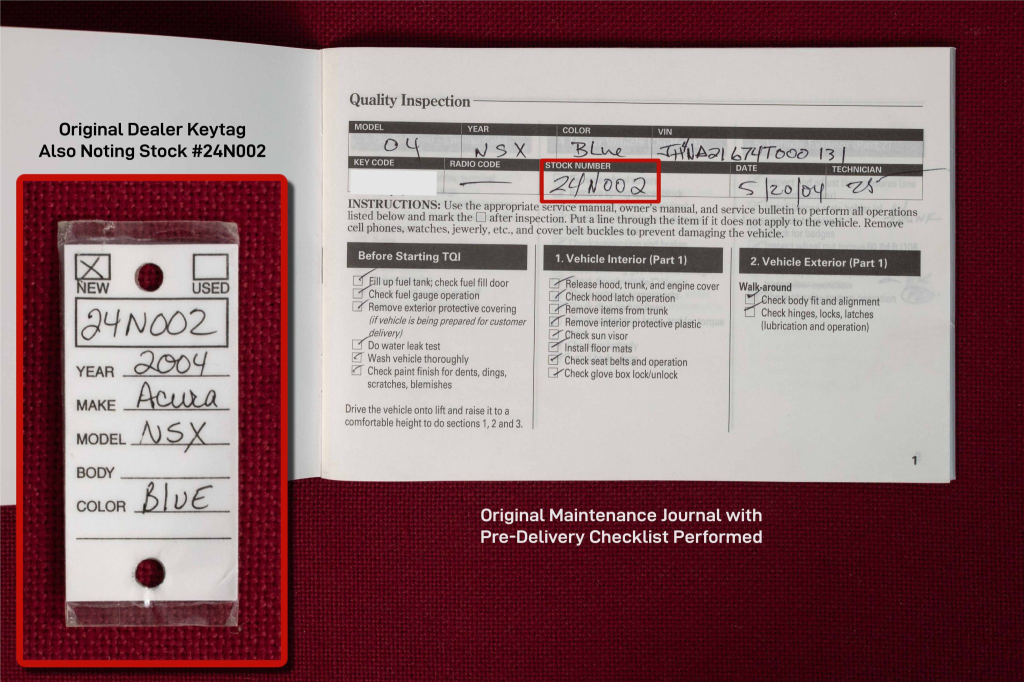 Original Dealer Keytag
Also Noting Stock #24N002
NEW
USED
24N002
YEAR 2004
MAKE Acura
MODEL NSX
BODY
COLOR BLUE
Quality Inspection
MODEL YEAR COLOR VIN
04 NSX BLue JHNA21674T000131
KEY CODE RADIO CODE STOCK NUMBER DATE TECHNICIAN
— 24N002 5/20/04
INSTRUCTIONS: Use the appropriate service manual, owner's manual, and service bulletin to perform all operations
listed below and mark the ☐ after inspection. Put a line through the item if it does not apply to the vehicle. Remove
cell phones, watches, jewerly, etc., and cover belt buckles to prevent damaging the vehicle.
Before Starting TQI
Fill up fuel tank; check fuel fill door
Check fuel gauge operation
Remove exterior protective covering
(if vehicle is being prepared for customer
delivery)
Do water leak test
Wash vehicle thoroughly
Check paint finish for dents, dings,
scratches, blemishes
Drive the vehicle onto lift and raise it to a
comfortable height to do sections 1, 2 and 3.
1. Vehicle Interior (Part 1)
Release hood, trunk, and engine cover
Check hood latch operation
Remove items from trunk
Remove interior protective plastic
Check sun visor
Install floor mats
Check seat belts and operation
Check glove box lock/unlock
2. Vehicle Exterior (Part 1)
Walk-around
Check body fit and alignment
Check hinges, locks, latches
(lubrication and operation)
1
Original Maintenance Journal with
Pre-Delivery Checklist Performed